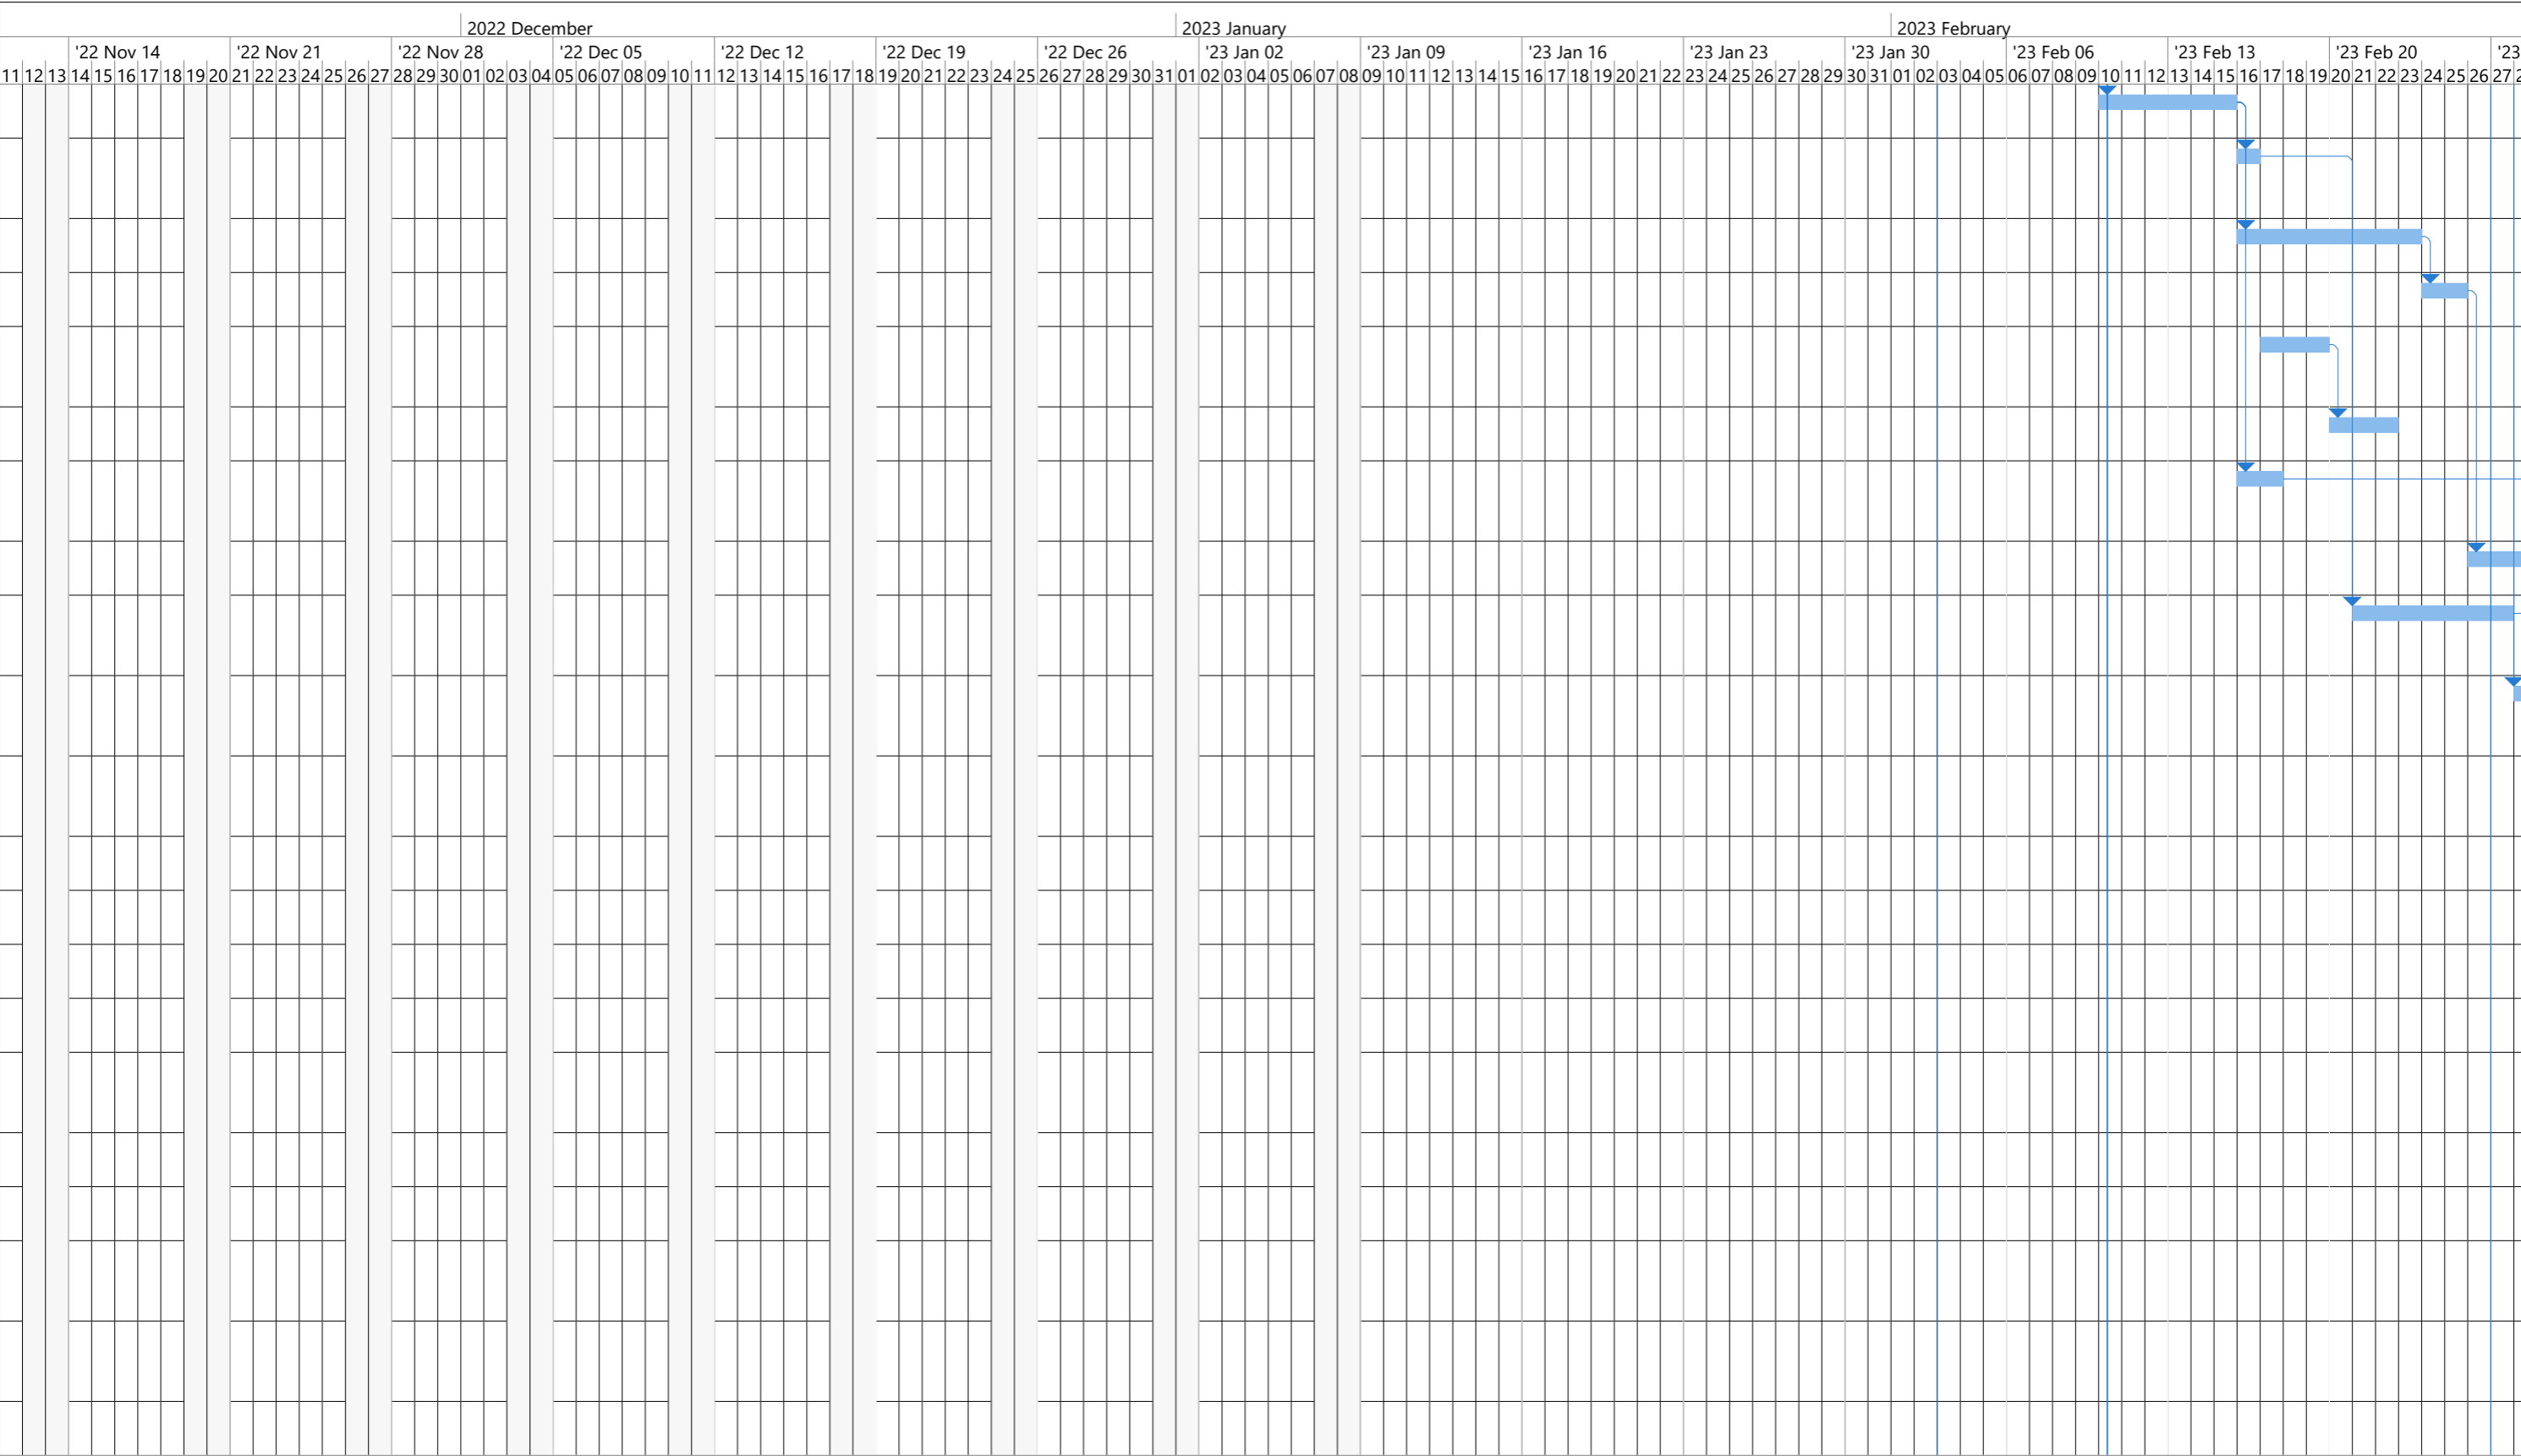 2022 December 2023 January 2023 February
'22 Nov 14 '22 Nov 21 '22 Nov 28 '22 Dec 05 '22 Dec 12 '22 Dec 19 '22 Dec 26 '23 Jan 02 '23 Jan 09 '23 Jan 16 '23 Jan 23 '23 Jan 30 '23 Feb 06 '23 Feb 13 '23 Feb 20 '23
11 12 13 14 15 16 17 18 19 20 21 22 23 24 25 26 27 28 29 30 01 02 03 04 05 06 07 08 09 10 11 12 13 14 15 16 17 18 19 20 21 22 23 24 25 26 27 28 29 30 31 01 02 03 04 05 06 07 08 09 10 11 12 13 14 15 16 17 18 19 20 21 22 23 24 25 26 27 28 29 30 31 01 02 03 04 05 06 07 08 09 10 11 12 13 14 15 16 17 18 19 20 21 22 23 24 25 26 27